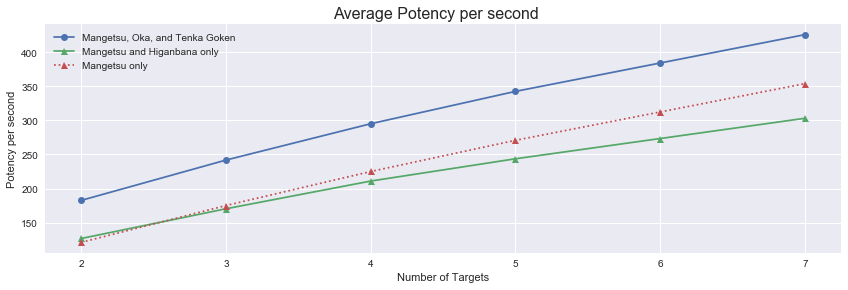 Average Potency per second
Mangetsu, Oka, and Tenka Goken
Mangetsu and Higanbana only
Mangetsu only
Potency per second
400
350
300
250
200
150
2 3 4 5 6 7
Number of Targets